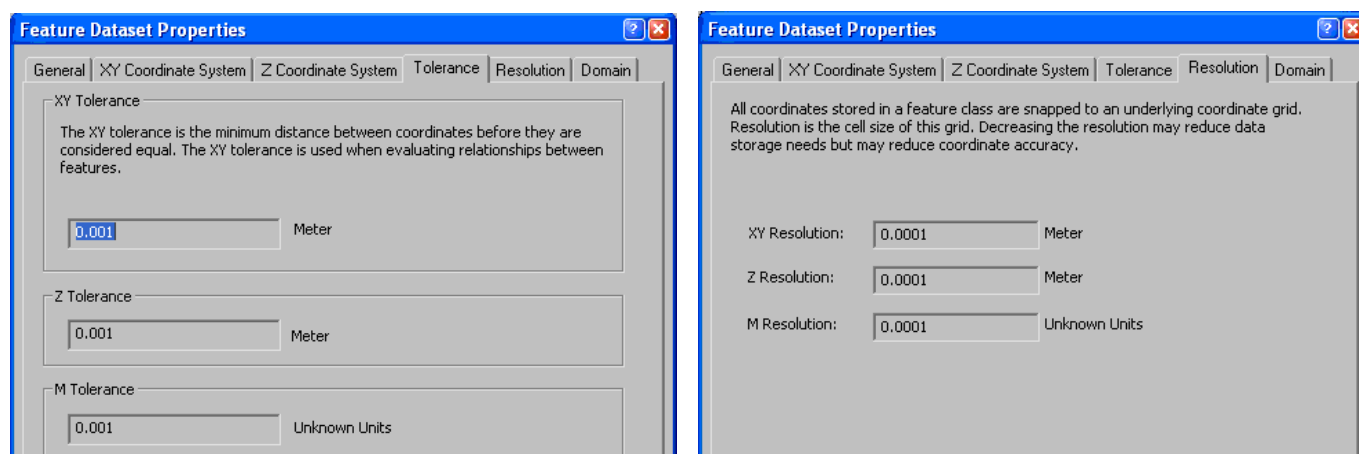 Feature Dataset Properties
General XY Coordinate System Z Coordinate System Tolerance Resolution Domain
XY Tolerance
The XY tolerance is the minimum distance between coordinates before they are
considered equal. The XY tolerance is used when evaluating relationships between
features.
0.001 Meter
Z Tolerance
0.001 Meter
M Tolerance
0.001 Unknown Units
Feature Dataset Properties
General XY Coordinate System Z Coordinate System Tolerance Resolution Domain
All coordinates stored in a feature class are snapped to an underlying coordinate grid.
Resolution is the cell size of this grid. Decreasing the resolution may reduce data
storage needs but may reduce coordinate accuracy.
XY Resolution: 0.0001 Meter
Z Resolution: 0.0001 Meter
M Resolution: 0.0001 Unknown Units